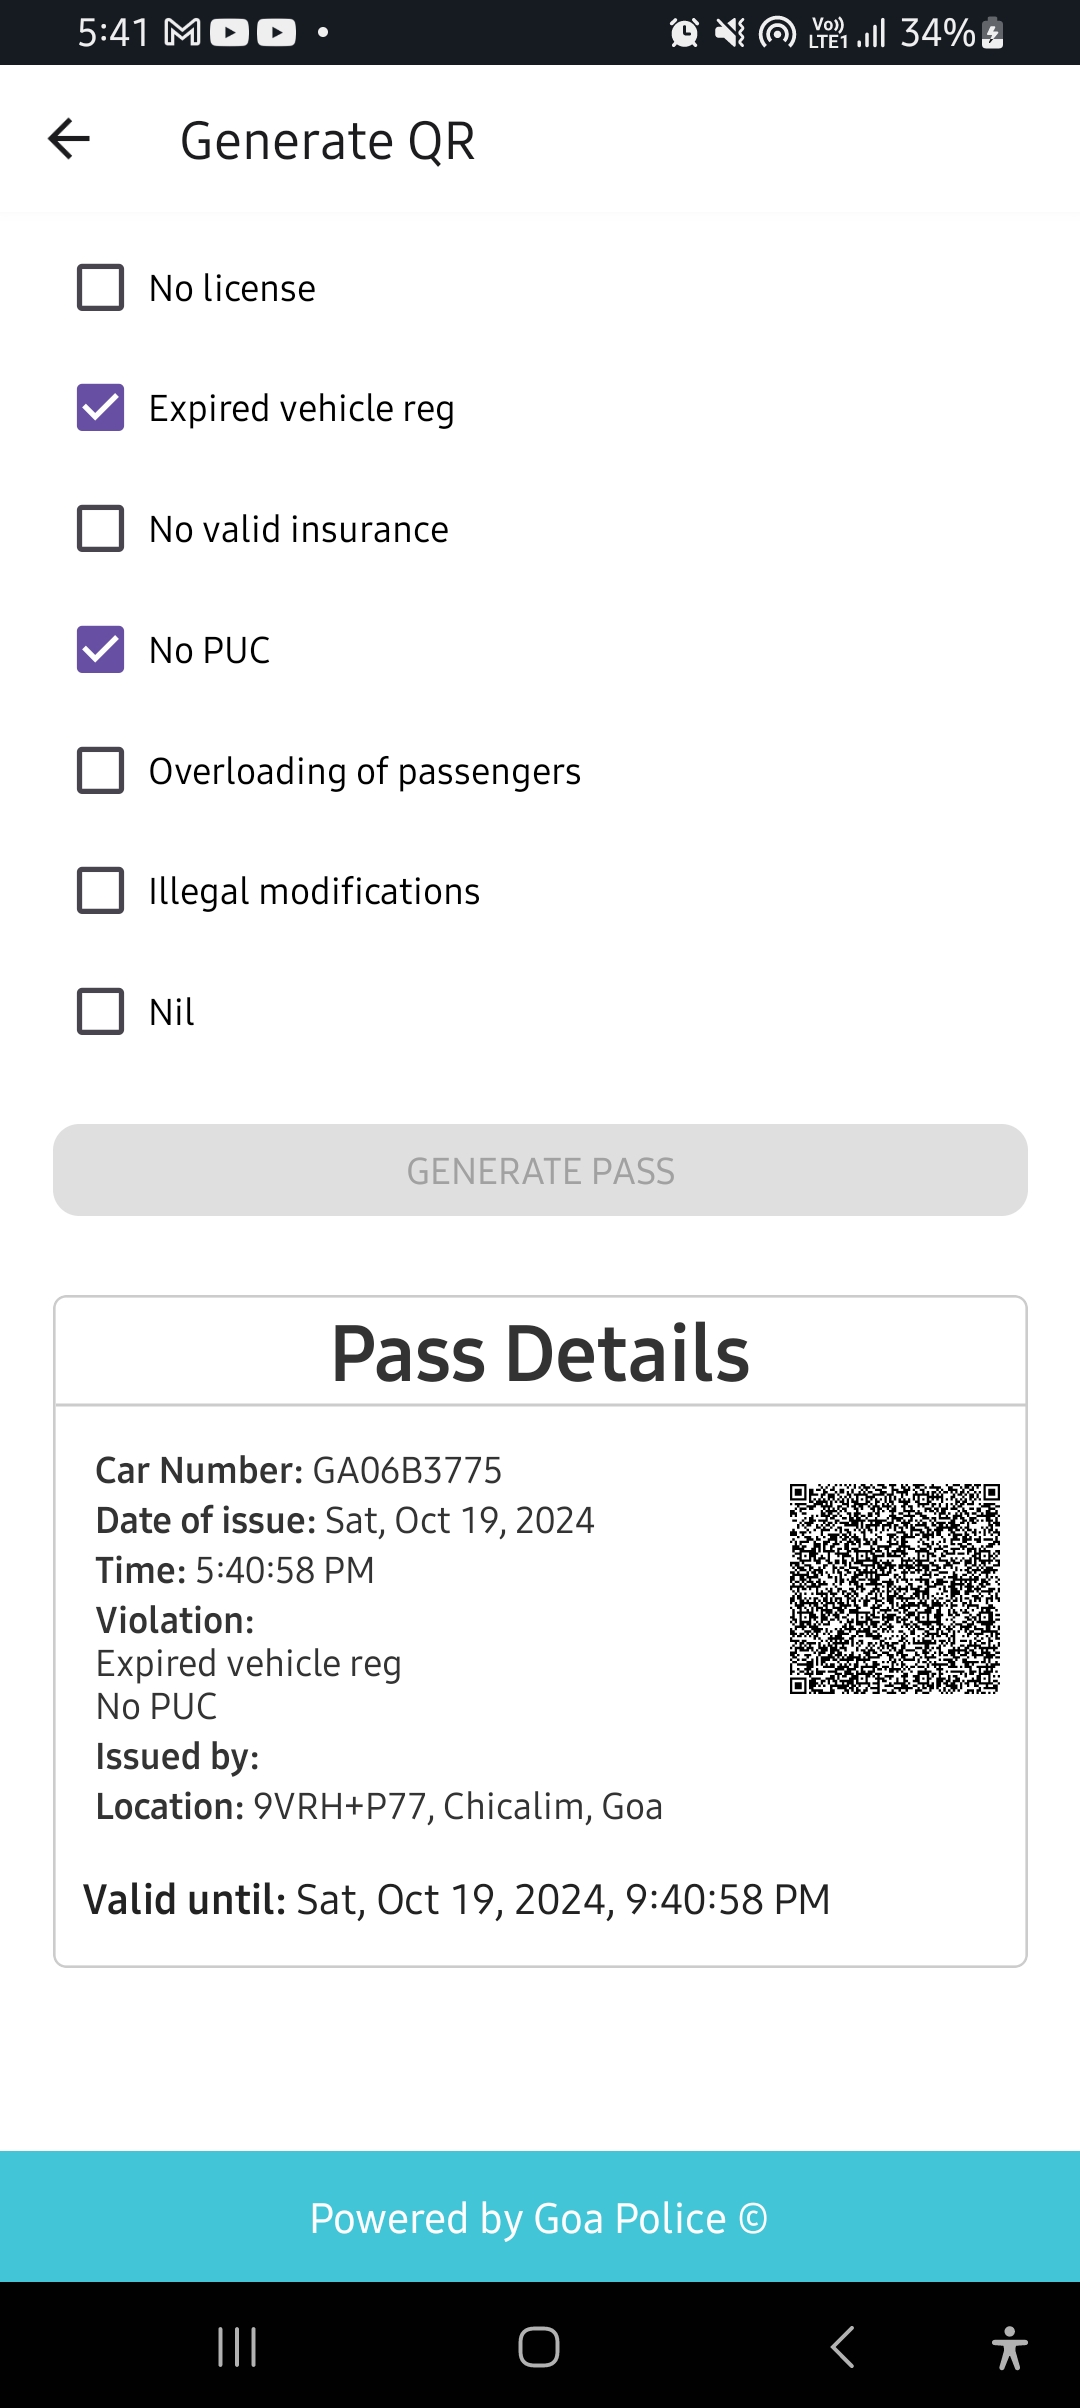 5:41
Vo)) LTE1 34%
Generate QR
No license
Expired vehicle reg
No valid insurance
No PUC
Overloading of passengers
Illegal modifications
Nil
GENERATE PASS
Pass Details
Car Number: GA06B3775
Date of issue: Sat, Oct 19, 2024
Time: 5:40:58 PM
Violation:
Expired vehicle reg
No PUC
Issued by:
Location: 9VRH+P77, Chicalim, Goa
Valid until: Sat, Oct 19, 2024, 9:40:58 PM
Powered by Goa Police ©